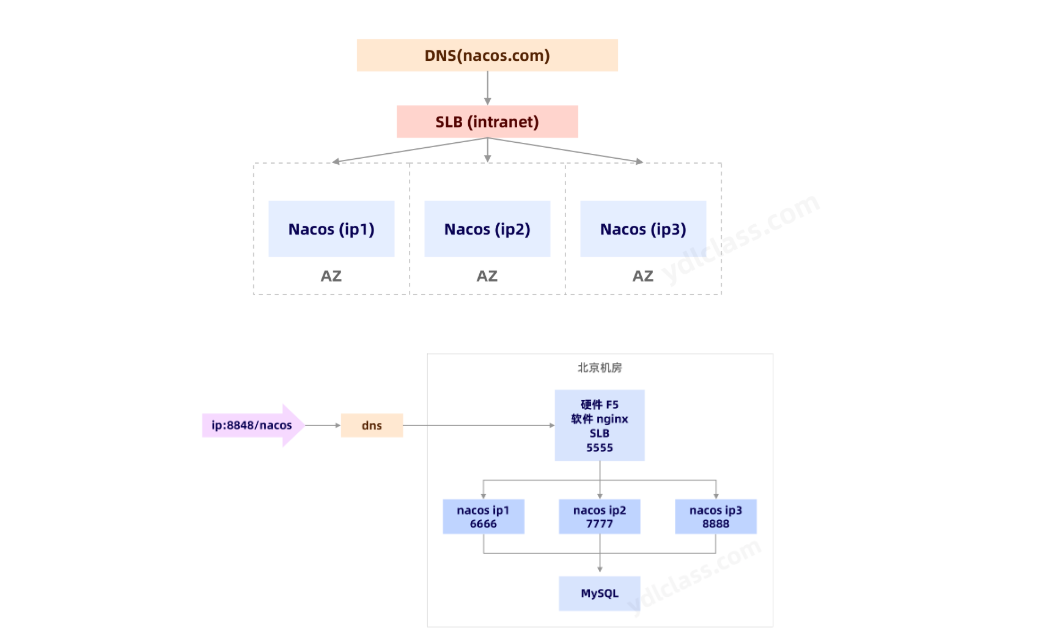 DNS(nacos.com)
SLB (intranet)
Nacos (ip1)
Nacos (ip2)
Nacos (ip3)
AZ
AZ
AZ
ydlclass.com
北京机房
硬件 F5
软件 nginx
SLB
5555
ip:8848/nacos
dns
nacos ip1
6666
nacos ip2
7777
nacos ip3
8888
MySQL
ydlclass.com